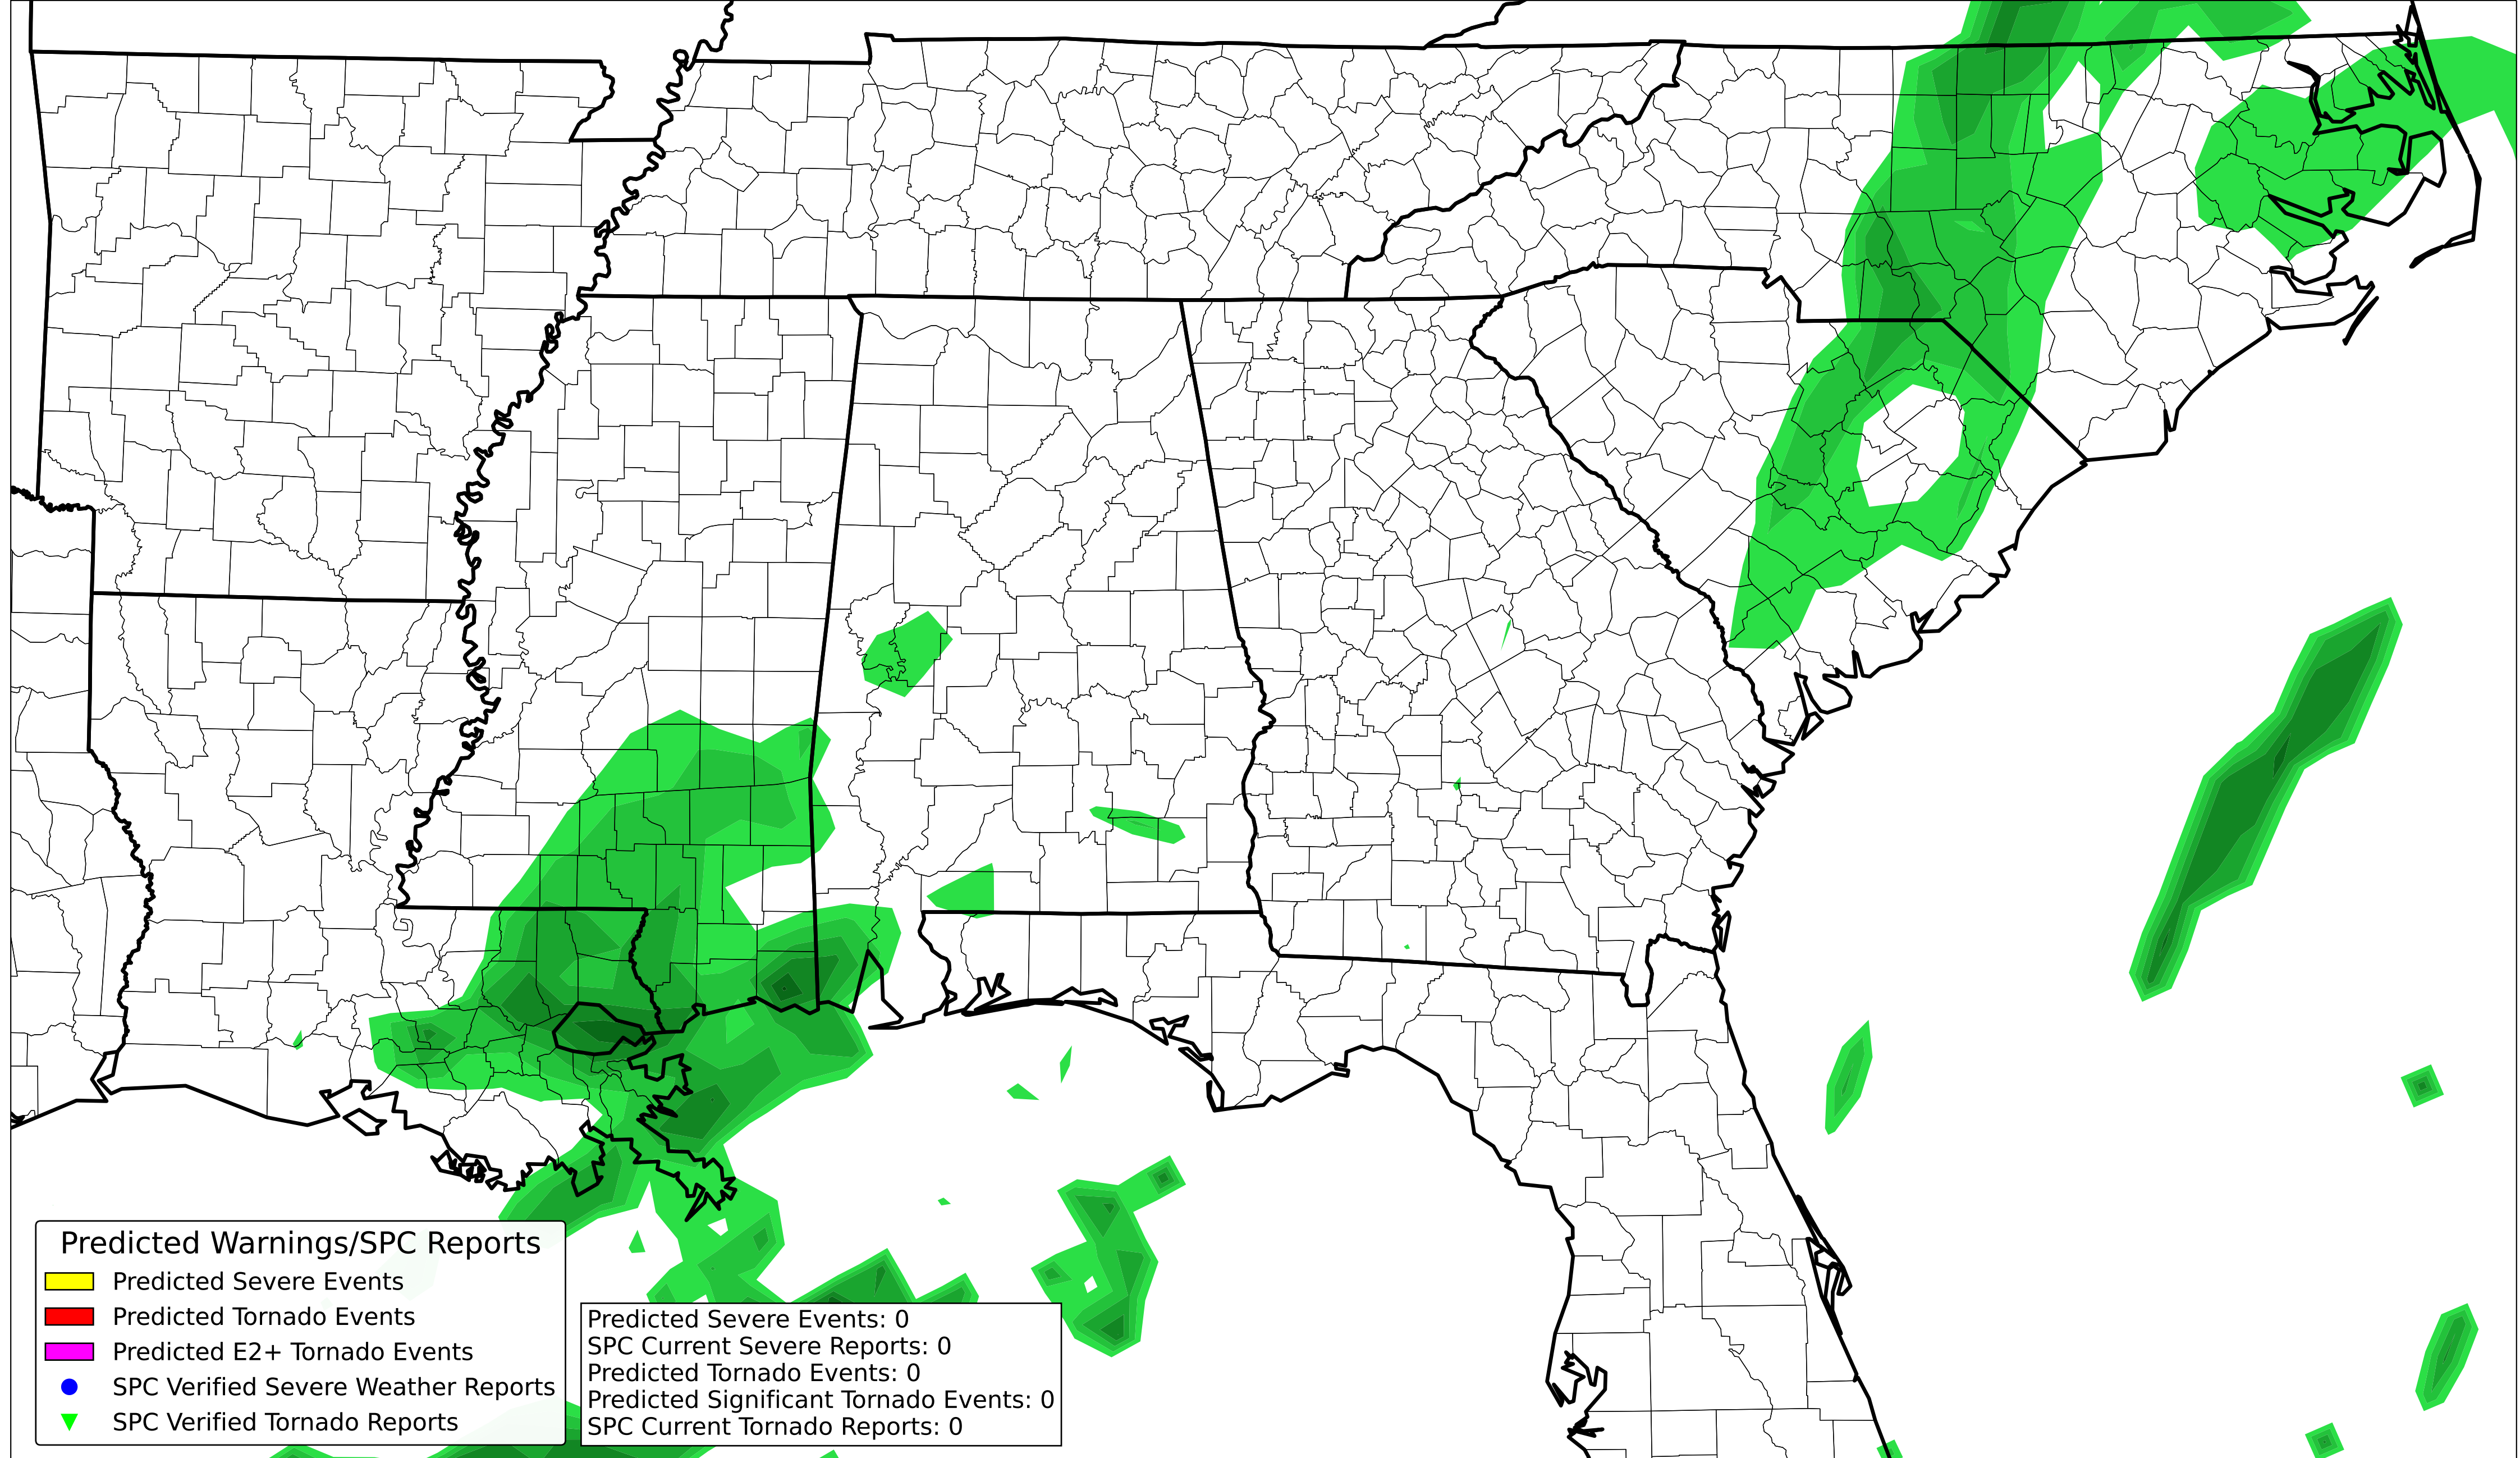 Predicted Warnings/SPC Reports
Predicted Severe Events
Predicted Tornado Events
Predicted E2+ Tornado Events
SPC Verified Severe Weather Reports
SPC Verified Tornado Reports
Predicted Severe Events: 0
SPC Current Severe Reports: 0
Predicted Tornado Events: 0
Predicted Significant Tornado Events: 0
SPC Current Tornado Reports: 0